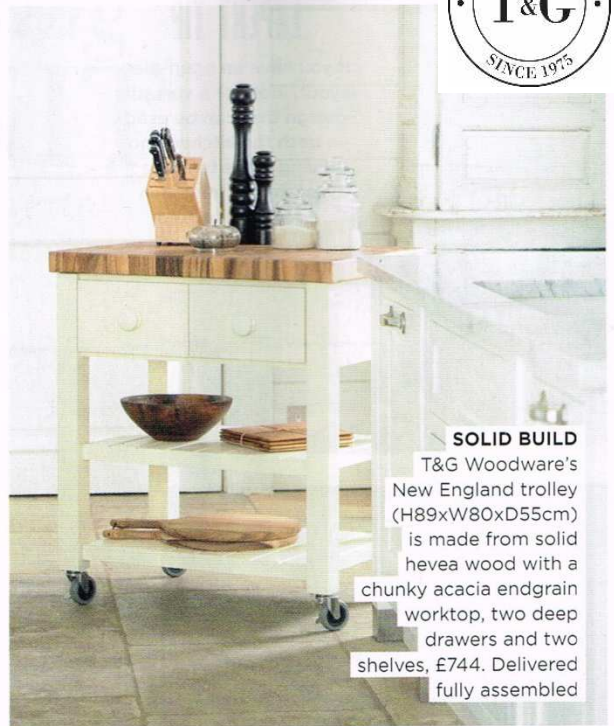 T&G
SINCE 1975
SOLID BUILD
T&G Woodware's
New England trolley
(H89xW80xD55cm)
is made from solid
hevea wood with a
chunky acacia endgrain
worktop, two deep
drawers and two
shelves, £744. Delivered
fully assembled